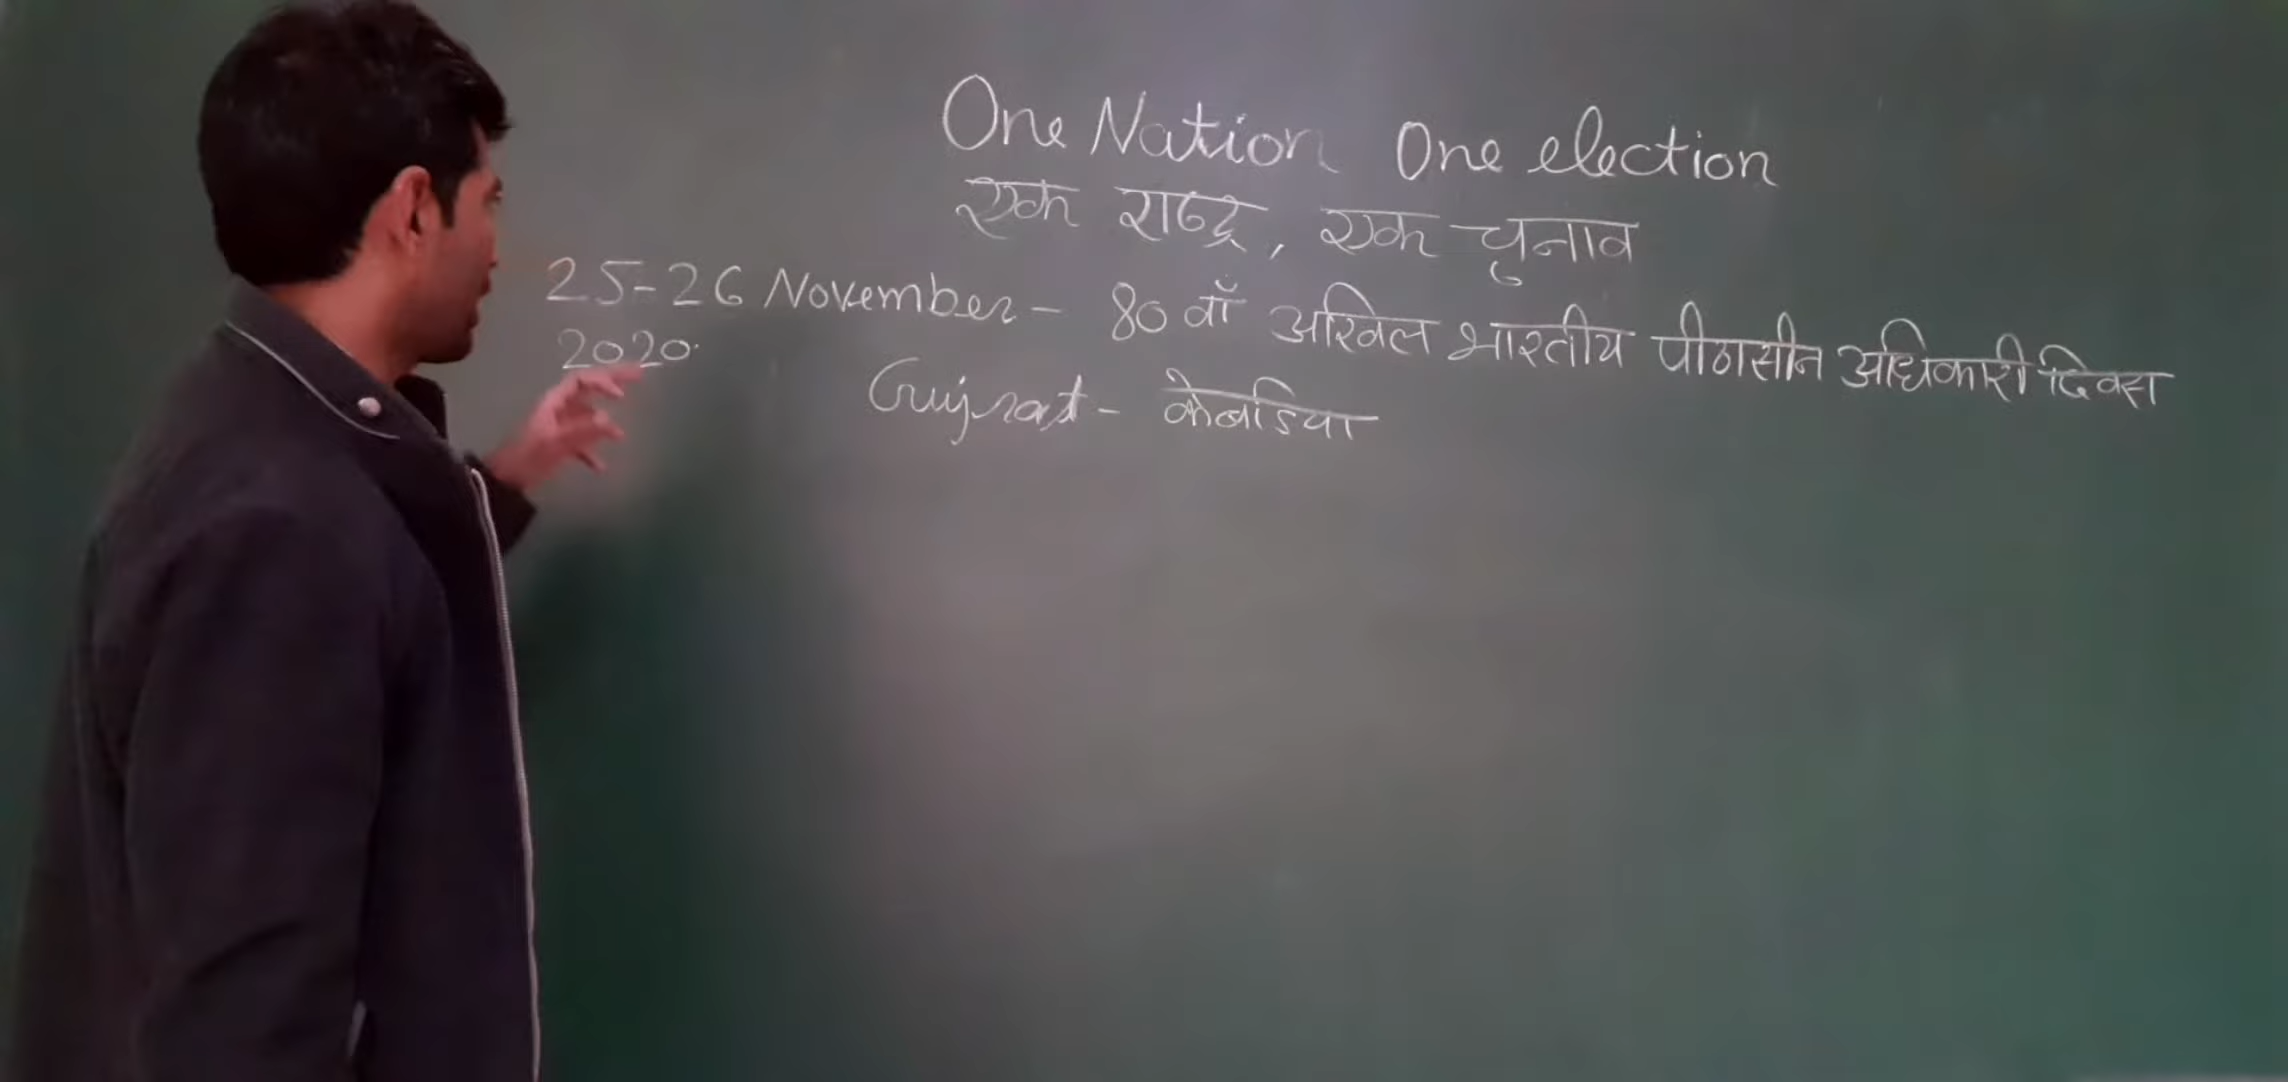 One Nation One election
एक राष्ट्र, एक चुनाव
25-26 November - 80 वाँ अखिल भारतीय पीठासीन अधिकारी दिवस
2020
Gujrat - केवडिया